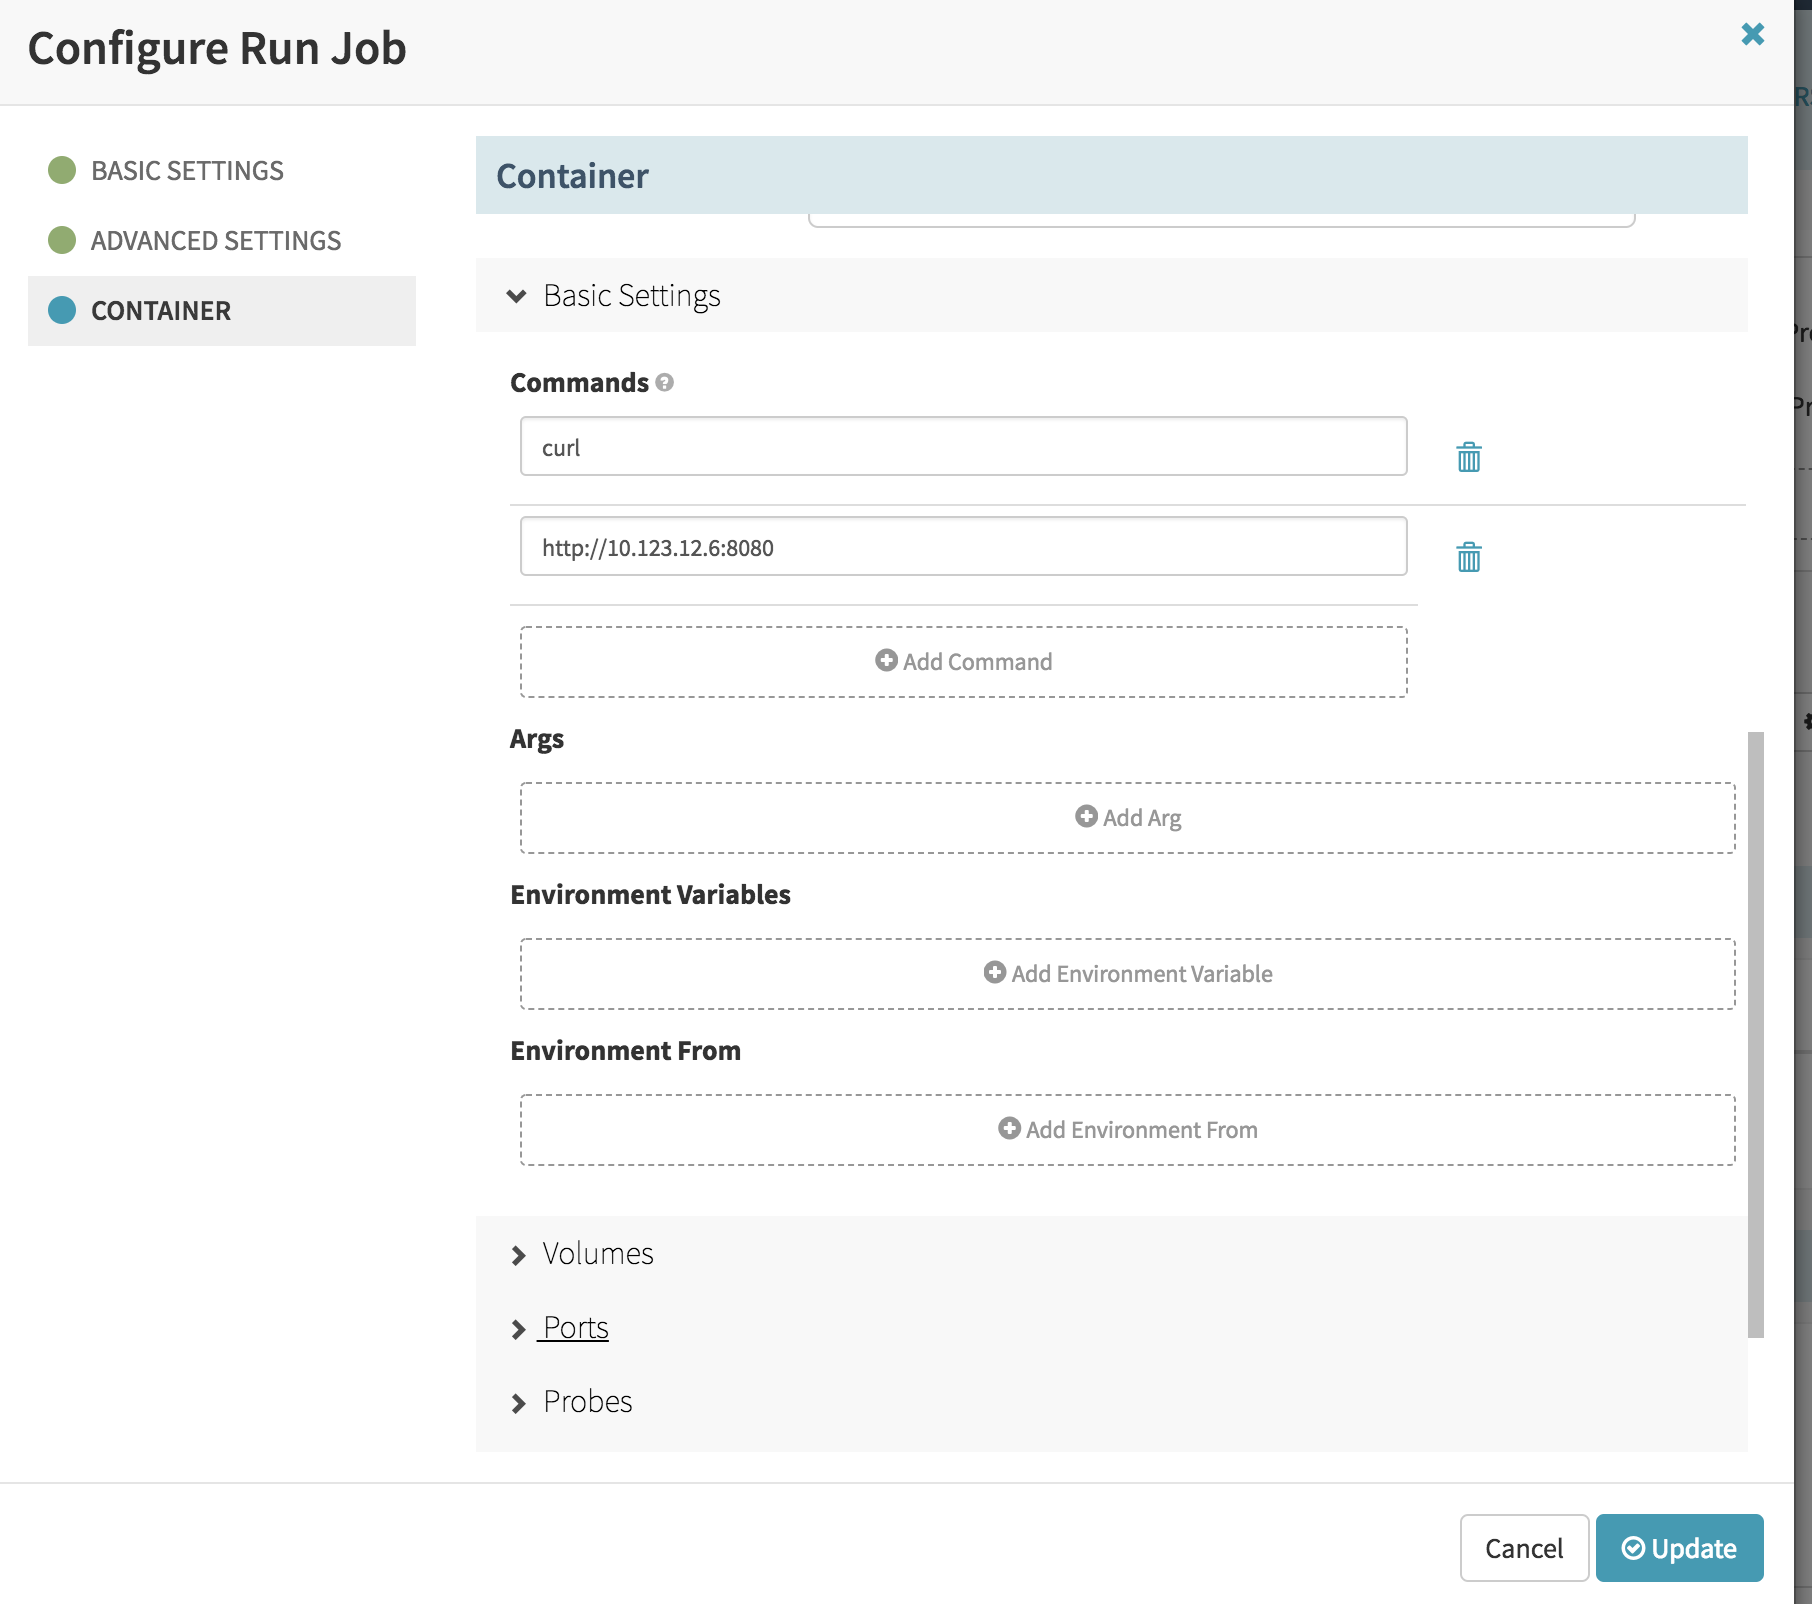 Configure Run Job
BASIC SETTINGS
ADVANCED SETTINGS
CONTAINER
Container
Basic Settings
Commands
curl
http://10.123.12.6:8080
Add Command
Args
Add Arg
Environment Variables
Add Environment Variable
Environment From
Add Environment From
Volumes
Ports
Probes
Cancel
Update